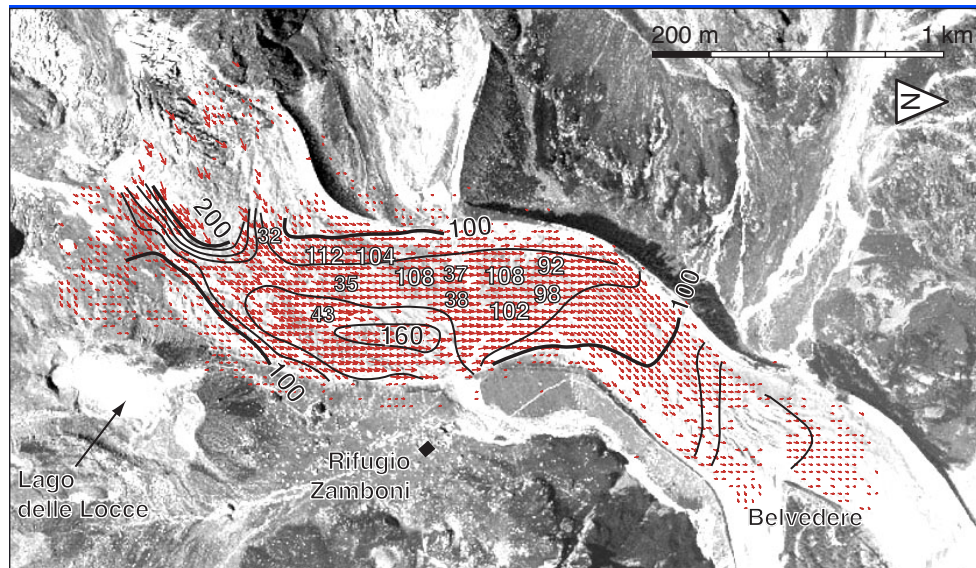 200 m 1 km
N
200
100
32
112 104
108 37 108 92
35
38 98
43 102
160
100
100
Rifugio
Zamboni
Lago
delle Locce
Belvedere